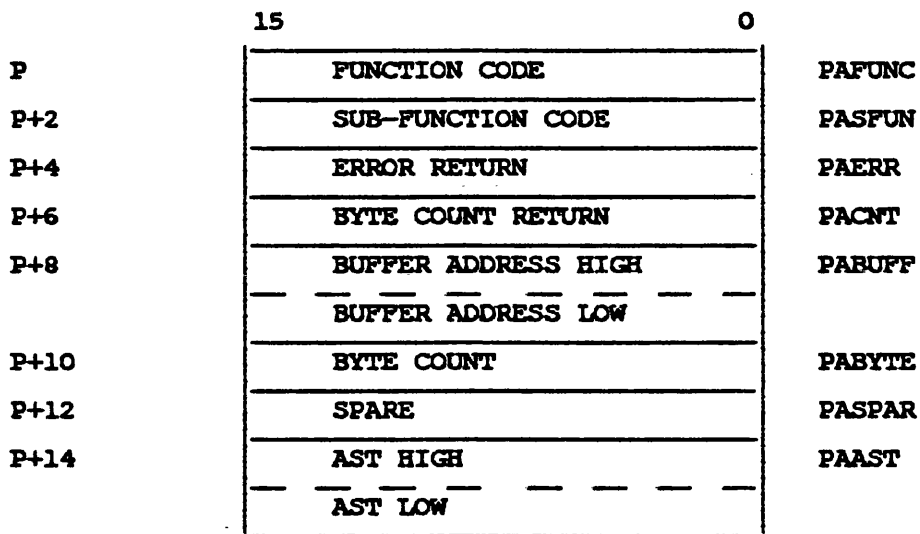 15 0
P FUNCTION CODE PAFUNC
P+2 SUB-FUNCTION CODE PASFUN
P+4 ERROR RETURN PAERR
P+6 BYTE COUNT RETURN PACNT
P+8 BUFFER ADDRESS HIGH PABUFF
BUFFER ADDRESS LOW
P+10 BYTE COUNT PABYTE
P+12 SPARE PASPAR
P+14 AST HIGH PAAST
AST LOW